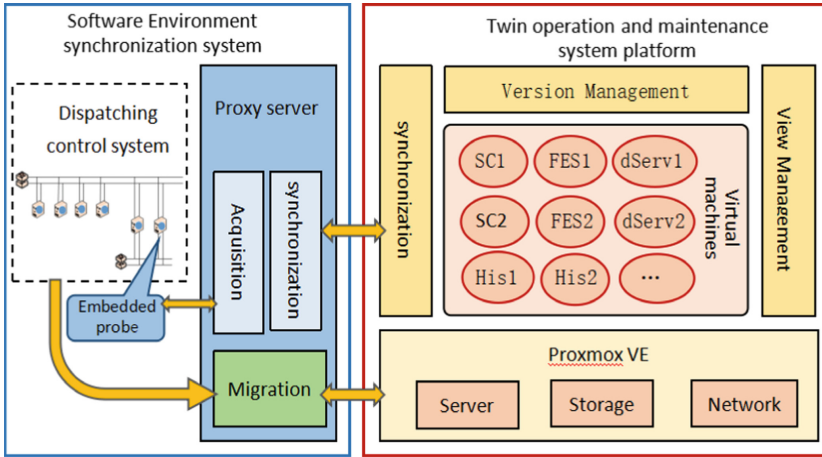 Software Environment
synchronization system
Dispatching
control system
Proxy server
Acquisition
synchronization
Embedded
probe
Migration
Twin operation and maintenance
system platform
synchronization
Version Management
View Management
SC1
FES1
dServ1
SC2
FES2
dServ2
His1
His2
...
Virtual
machines
Proxmox VE
Server
Storage
Network